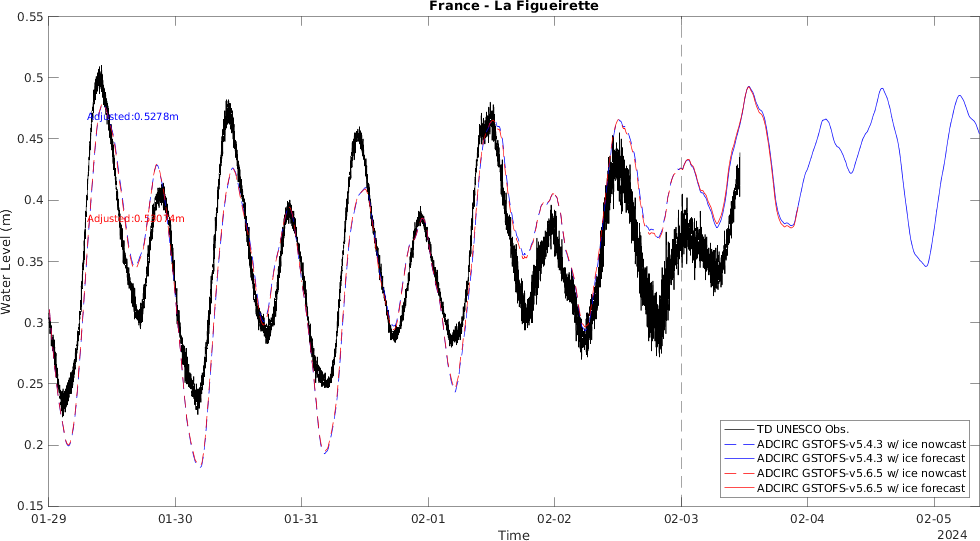 France - La Figueirette
0.55
0.5
0.45
0.4
0.35
0.3
0.25
0.2
0.15
Water Level (m)
Adjusted:0.5278m
TD UNESCO Obs.
ADCIRC GSTOFS-v5.4.3 w/ ice nowcast
ADCIRC GSTOFS-v5.4.3 w/ ice forecast
ADCIRC GSTOFS-v5.6.5 w/ ice nowcast
ADCIRC GSTOFS-v5.6.5 w/ ice forecast
01-29 01-30 01-31 02-01 02-02 02-03 02-04 02-05
Time
2024